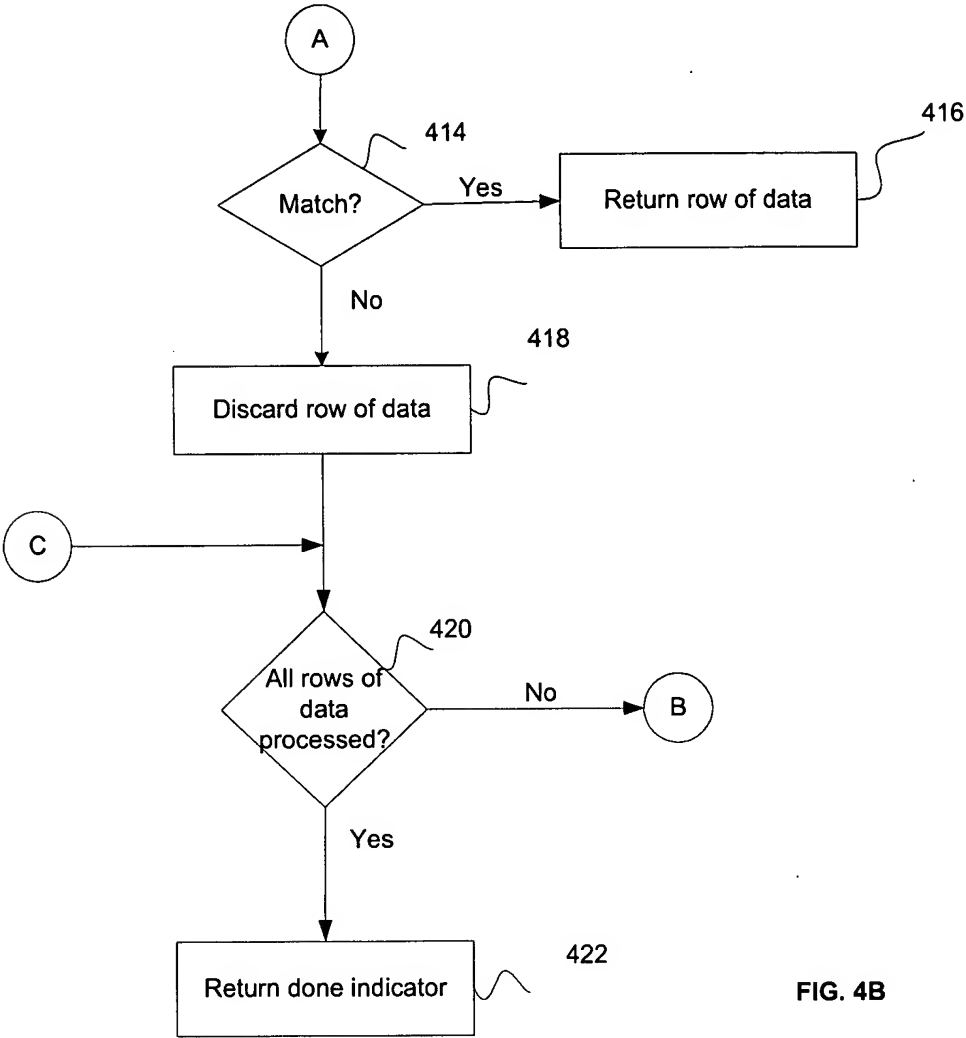 A
414
416
Match?
Yes
Return row of data
No
418
Discard row of data
C
420
All rows of
data
processed?
No
B
Yes
422
Return done indicator
FIG. 4B